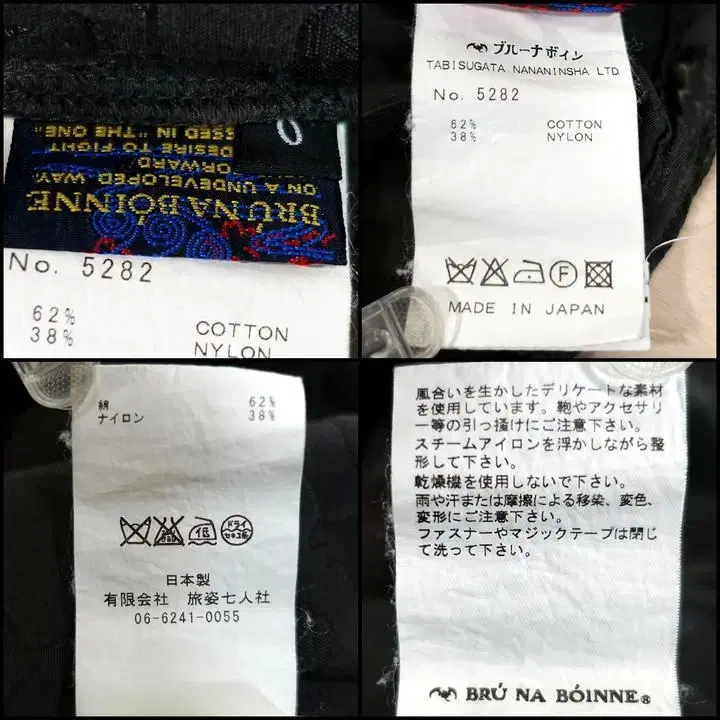 0
SSED IN "THE ONE"
DESIRE TO FIGHT
ORWARD
ON A UNDEVELOPED WAY.
BRÚ NA BÓINNE
No. 5282
62% COTTON
38% NYLON
ブルーナボイン
TABISUGATA NANANINSHA LTD.
No. 5282
62% COTTON
38% NYLON
F
MADE IN JAPAN
綿 62%
ナイロン 38%
低
ドライ
セキユ系
日本製
有限会社 旅姿七人社
06-6241-0055
風合いを生かしたデリケートな素材
を使用しています。鞄やアクセサリ
ー等の引っ掻けにご注意下さい。
スチームアイロンを浮かしながら整
形して下さい。
乾燥機を使用しないで下さい。
雨や汗または摩擦による移染、変色、
変形にご注意下さい。
ファスナーやマジックテープは閉じ
て洗って下さい。
BRÚ NA BÓINNE®